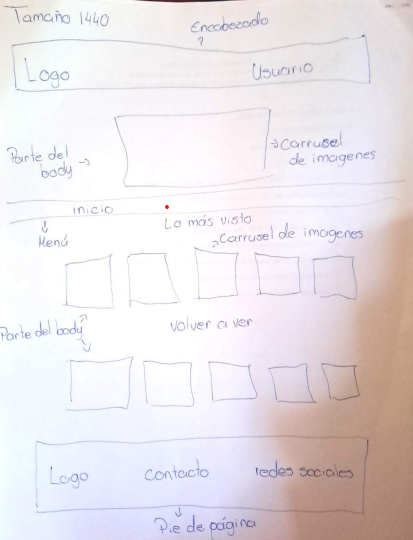 Tamaño 1440
Encabezado
?
Logo
Usuario
Parte del
body
Carrusel
de imagenes
inicio
Menú
Lo más visto
Carrusel de imagenes
Parte del body
volver a ver
Logo
contacto
redes sociales
Pie de página